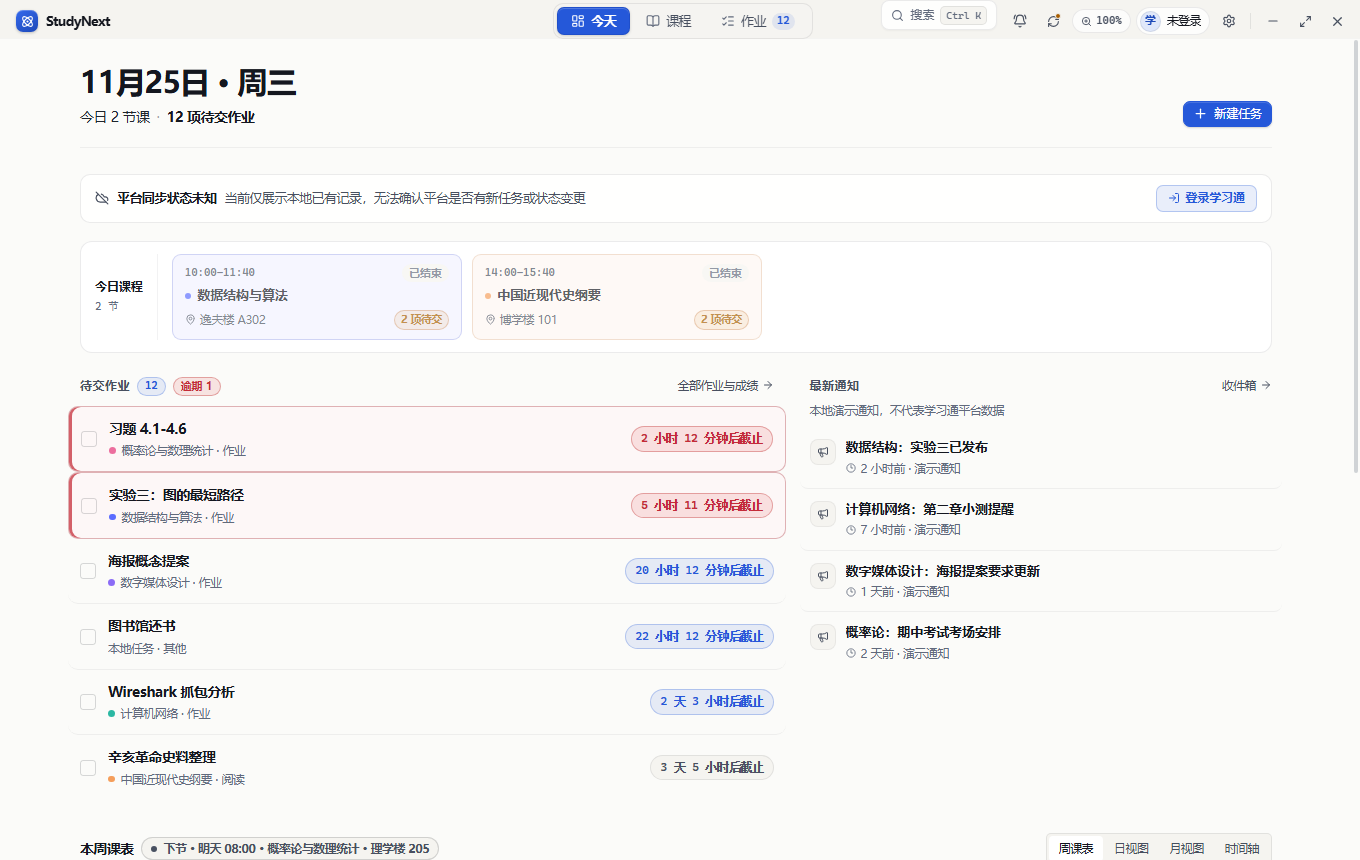 StudyNext
今天
课程
作业 12
搜索 Ctrl K
100%
学 未登录
11月25日 • 周三
今日 2 节课 · 12 项待交作业
新建任务
平台同步状态未知 当前仅展示本地已有记录，无法确认平台是否有新任务或状态变更
登录学习通
今日课程
2 节
10:00–11:40 已结束
数据结构与算法
逸夫楼 A302 2 项待交
14:00–15:40 已结束
中国近现代史纲要
博学楼 101 2 项待交
待交作业 12 逾期 1 全部作业与成绩
习题 4.1-4.6
概率论与数理统计 · 作业
2 小时 12 分钟后截止
实验三：图的最短路径
数据结构与算法 · 作业
5 小时 11 分钟后截止
海报概念提案
数字媒体设计 · 作业
20 小时 12 分钟后截止
图书馆还书
本地任务 · 其他
22 小时 12 分钟后截止
Wireshark 抓包分析
计算机网络 · 作业
2 天 3 小时后截止
辛亥革命史料整理
中国近现代史纲要 · 阅读
3 天 5 小时后截止
最新通知 收件箱
本地演示通知，不代表学习通平台数据
数据结构：实验三已发布
2 小时前 · 演示通知
计算机网络：第二章小测提醒
7 小时前 · 演示通知
数字媒体设计：海报提案要求更新
1 天前 · 演示通知
概率论：期中考试考场安排
2 天前 · 演示通知
本周课表 下节 • 明天 08:00 • 概率论与数理统计 • 理学楼 205
周课表 日视图 月视图 时间轴